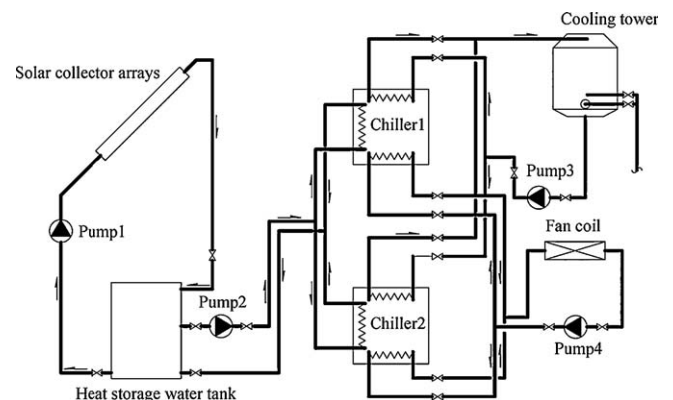 Cooling tower
Solar collector arrays
Chiller1
Pump3
Pump1
Fan coil
Pump2
Chiller2
Pump4
Heat storage water tank